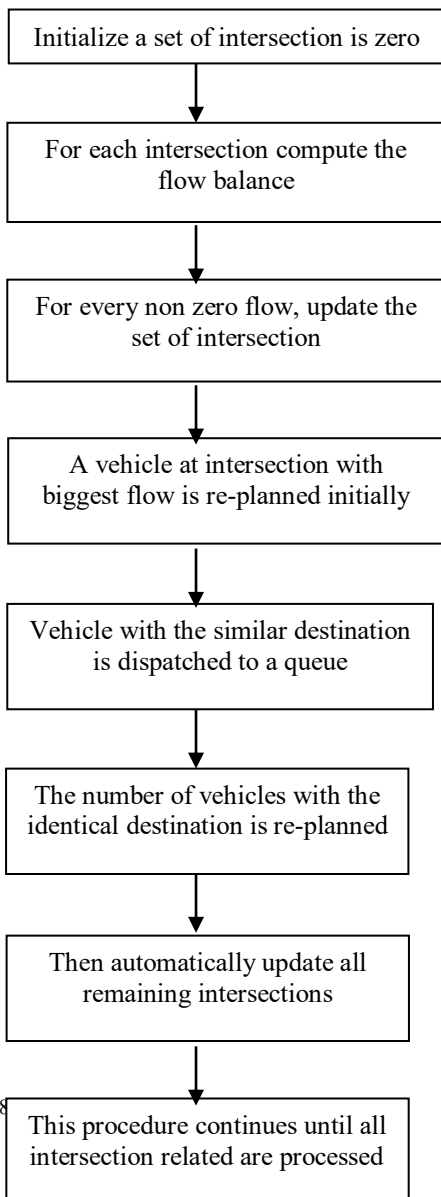 Initialize a set of intersection is zero
For each intersection compute the
flow balance
For every non zero flow, update the
set of intersection
A vehicle at intersection with
biggest flow is re-planned initially
Vehicle with the similar destination
is dispatched to a queue
The number of vehicles with the
identical destination is re-planned
Then automatically update all
remaining intersections
8
This procedure continues until all
intersection related are processed